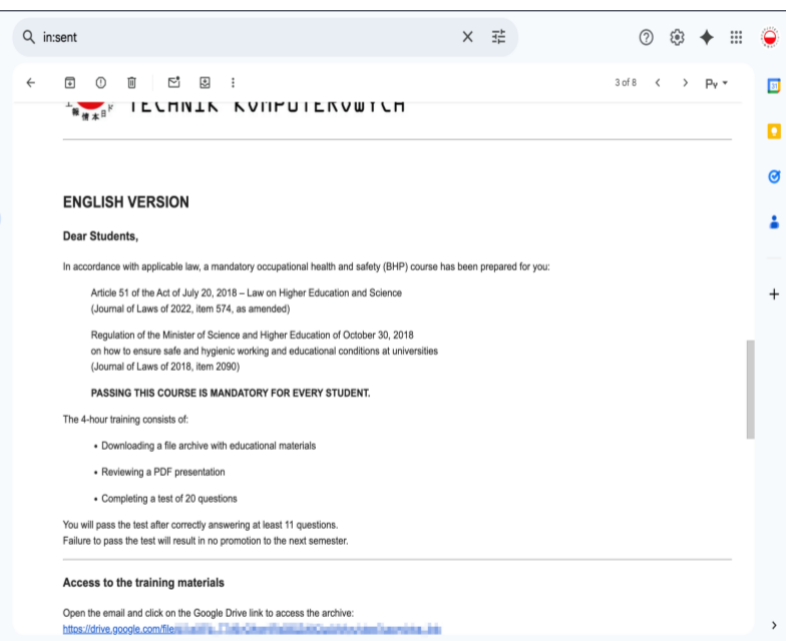 in:sent
3 of 8
TECHNIK KOMPUTEROWYCH
ENGLISH VERSION
Dear Students,
In accordance with applicable law, a mandatory occupational health and safety (BHP) course has been prepared for you:
Article 51 of the Act of July 20, 2018 – Law on Higher Education and Science
(Journal of Laws of 2022, item 574, as amended)
Regulation of the Minister of Science and Higher Education of October 30, 2018
on how to ensure safe and hygienic working and educational conditions at universities
(Journal of Laws of 2018, item 2090)
PASSING THIS COURSE IS MANDATORY FOR EVERY STUDENT.
The 4-hour training consists of:
• Downloading a file archive with educational materials
• Reviewing a PDF presentation
• Completing a test of 20 questions
You will pass the test after correctly answering at least 11 questions.
Failure to pass the test will result in no promotion to the next semester.
Access to the training materials
Open the email and click on the Google Drive link to access the archive:
https://drive.google.com/file